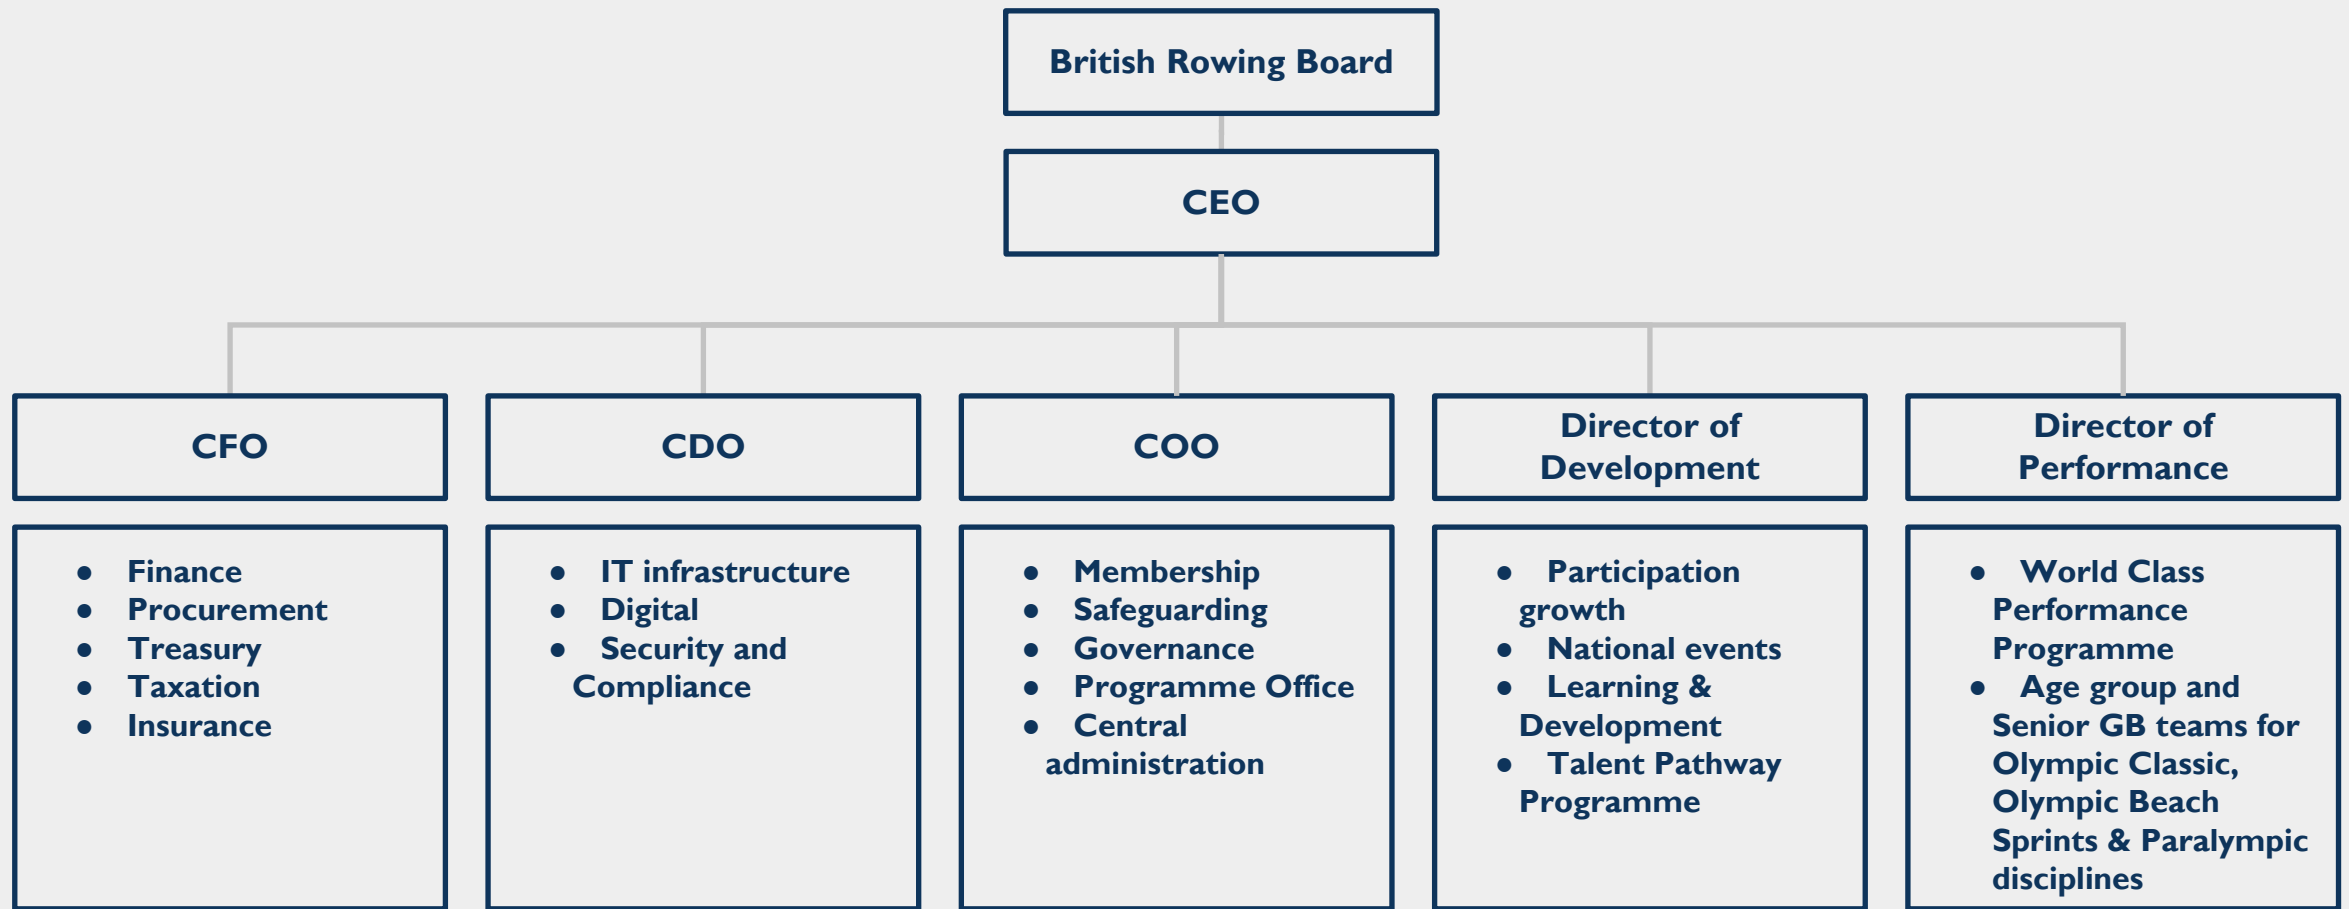 British Rowing Board
CEO
CFO
CDO
COO
Director of
Development
Director of
Performance
● Finance
● Procurement
● Treasury
● Taxation
● Insurance
● IT infrastructure
● Digital
● Security and
Compliance
● Membership
● Safeguarding
● Governance
● Programme Office
● Central
administration
● Participation
growth
● National events
● Learning &
Development
● Talent Pathway
Programme
● World Class
Performance
Programme
● Age group and
Senior GB teams for
Olympic Classic,
Olympic Beach
Sprints & Paralympic
disciplines